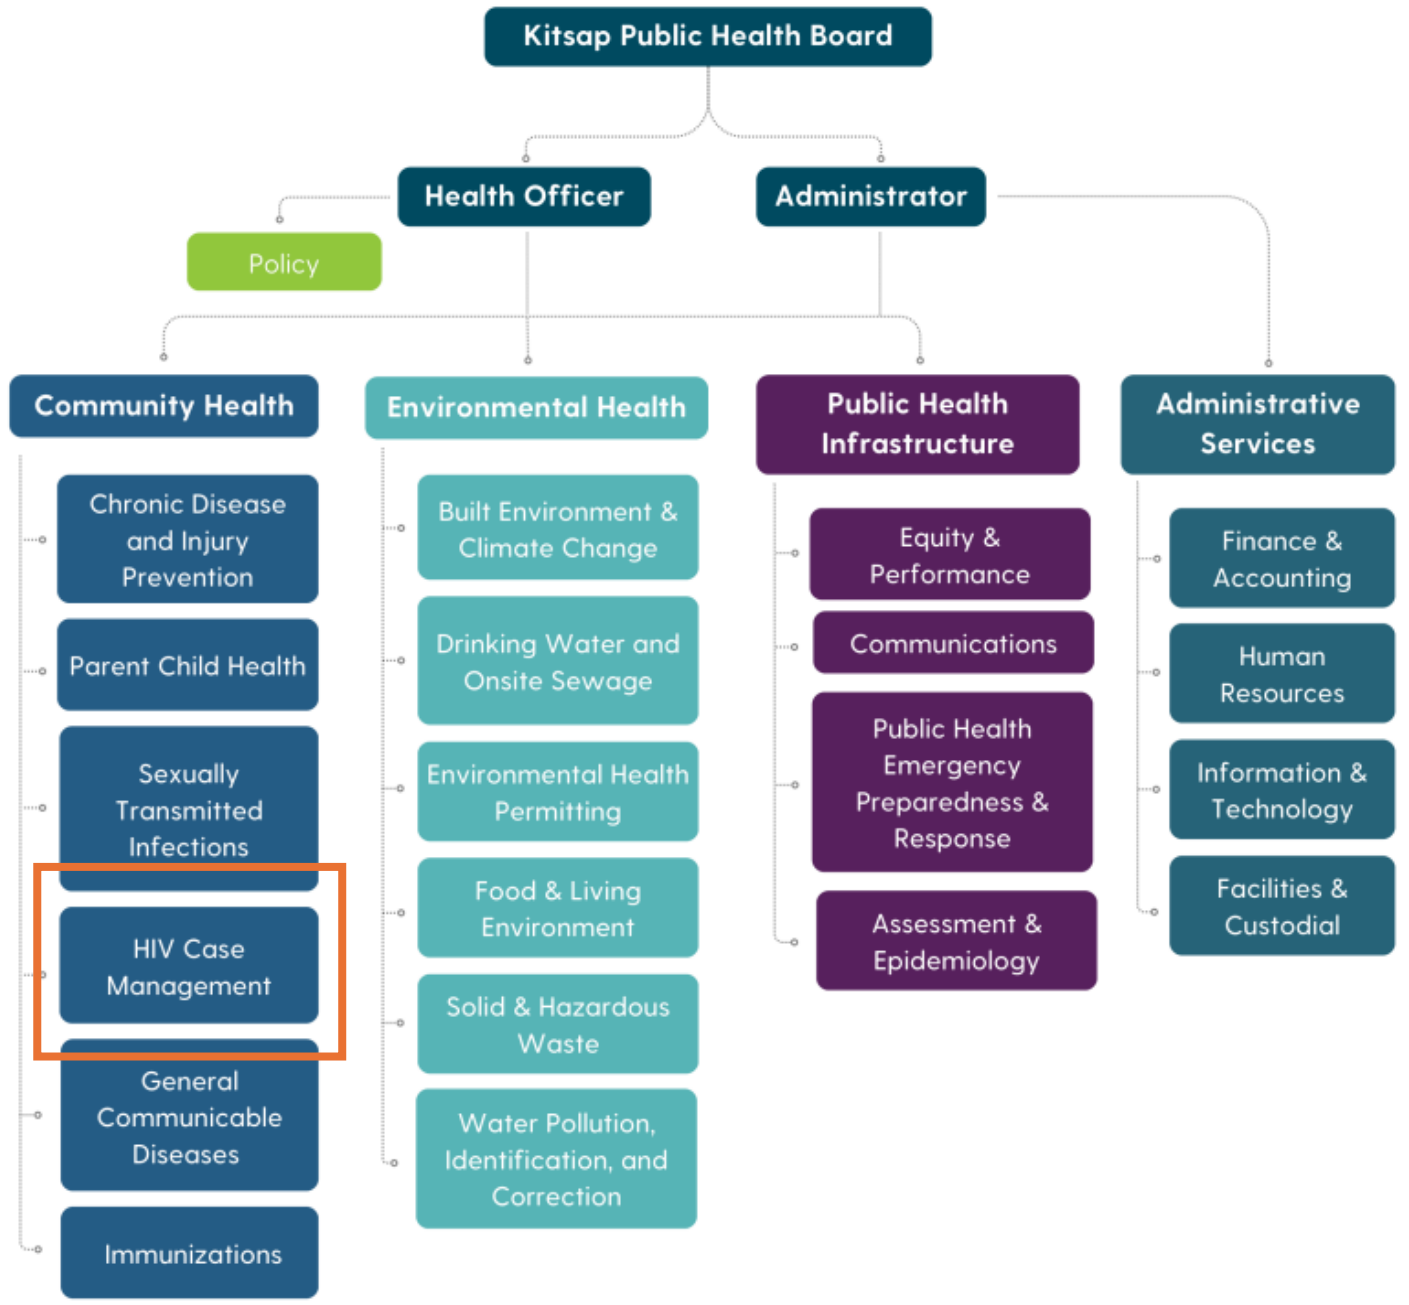 Kitsap Public Health Board
Health Officer
Administrator
Policy
Community Health
Chronic Disease
and Injury
Prevention
Parent Child Health
Sexually
Transmitted
Infections
HIV Case
Management
General
Communicable
Diseases
Immunizations
Environmental Health
Built Environment &
Climate Change
Drinking Water and
Onsite Sewage
Environmental Health
Permitting
Food & Living
Environment
Solid & Hazardous
Waste
Water Pollution,
Identification, and
Correction
Public Health
Infrastructure
Equity &
Performance
Communications
Public Health
Emergency
Preparedness &
Response
Assessment &
Epidemiology
Administrative
Services
Finance &
Accounting
Human
Resources
Information &
Technology
Facilities &
Custodial